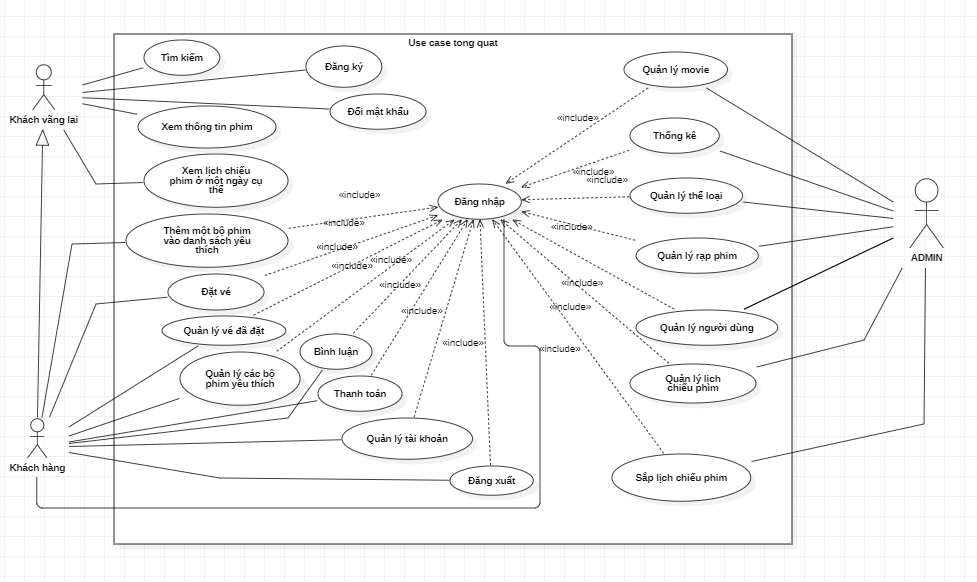 Use case tong quat
Tìm kiếm
Đăng ký
Quản lý movie
Khách vãng lai
Đổi mật khẩu
«include»
Xem thông tin phim
Thống kê
Xem lịch chiếu
phim ở một ngày cụ
thể
«include»
«include»
«include»
Đăng nhập
Quản lý thể loại
Thêm một bộ phim
vào danh sách yêu
thích
«include»
«include»
«include»
Quản lý rạp phim
ADMIN
«include»
«include»
Đặt vé
«include»
«include»
Quản lý vé đã đặt
«include»
«include»
Quản lý người dùng
Bình luận
«include»
«include»
Quản lý các bộ
phim yêu thích
Quản lý lịch
chiếu phim
Thanh toán
Quản lý tài khoản
Khách hàng
Đăng xuất
Sắp lịch chiếu phim